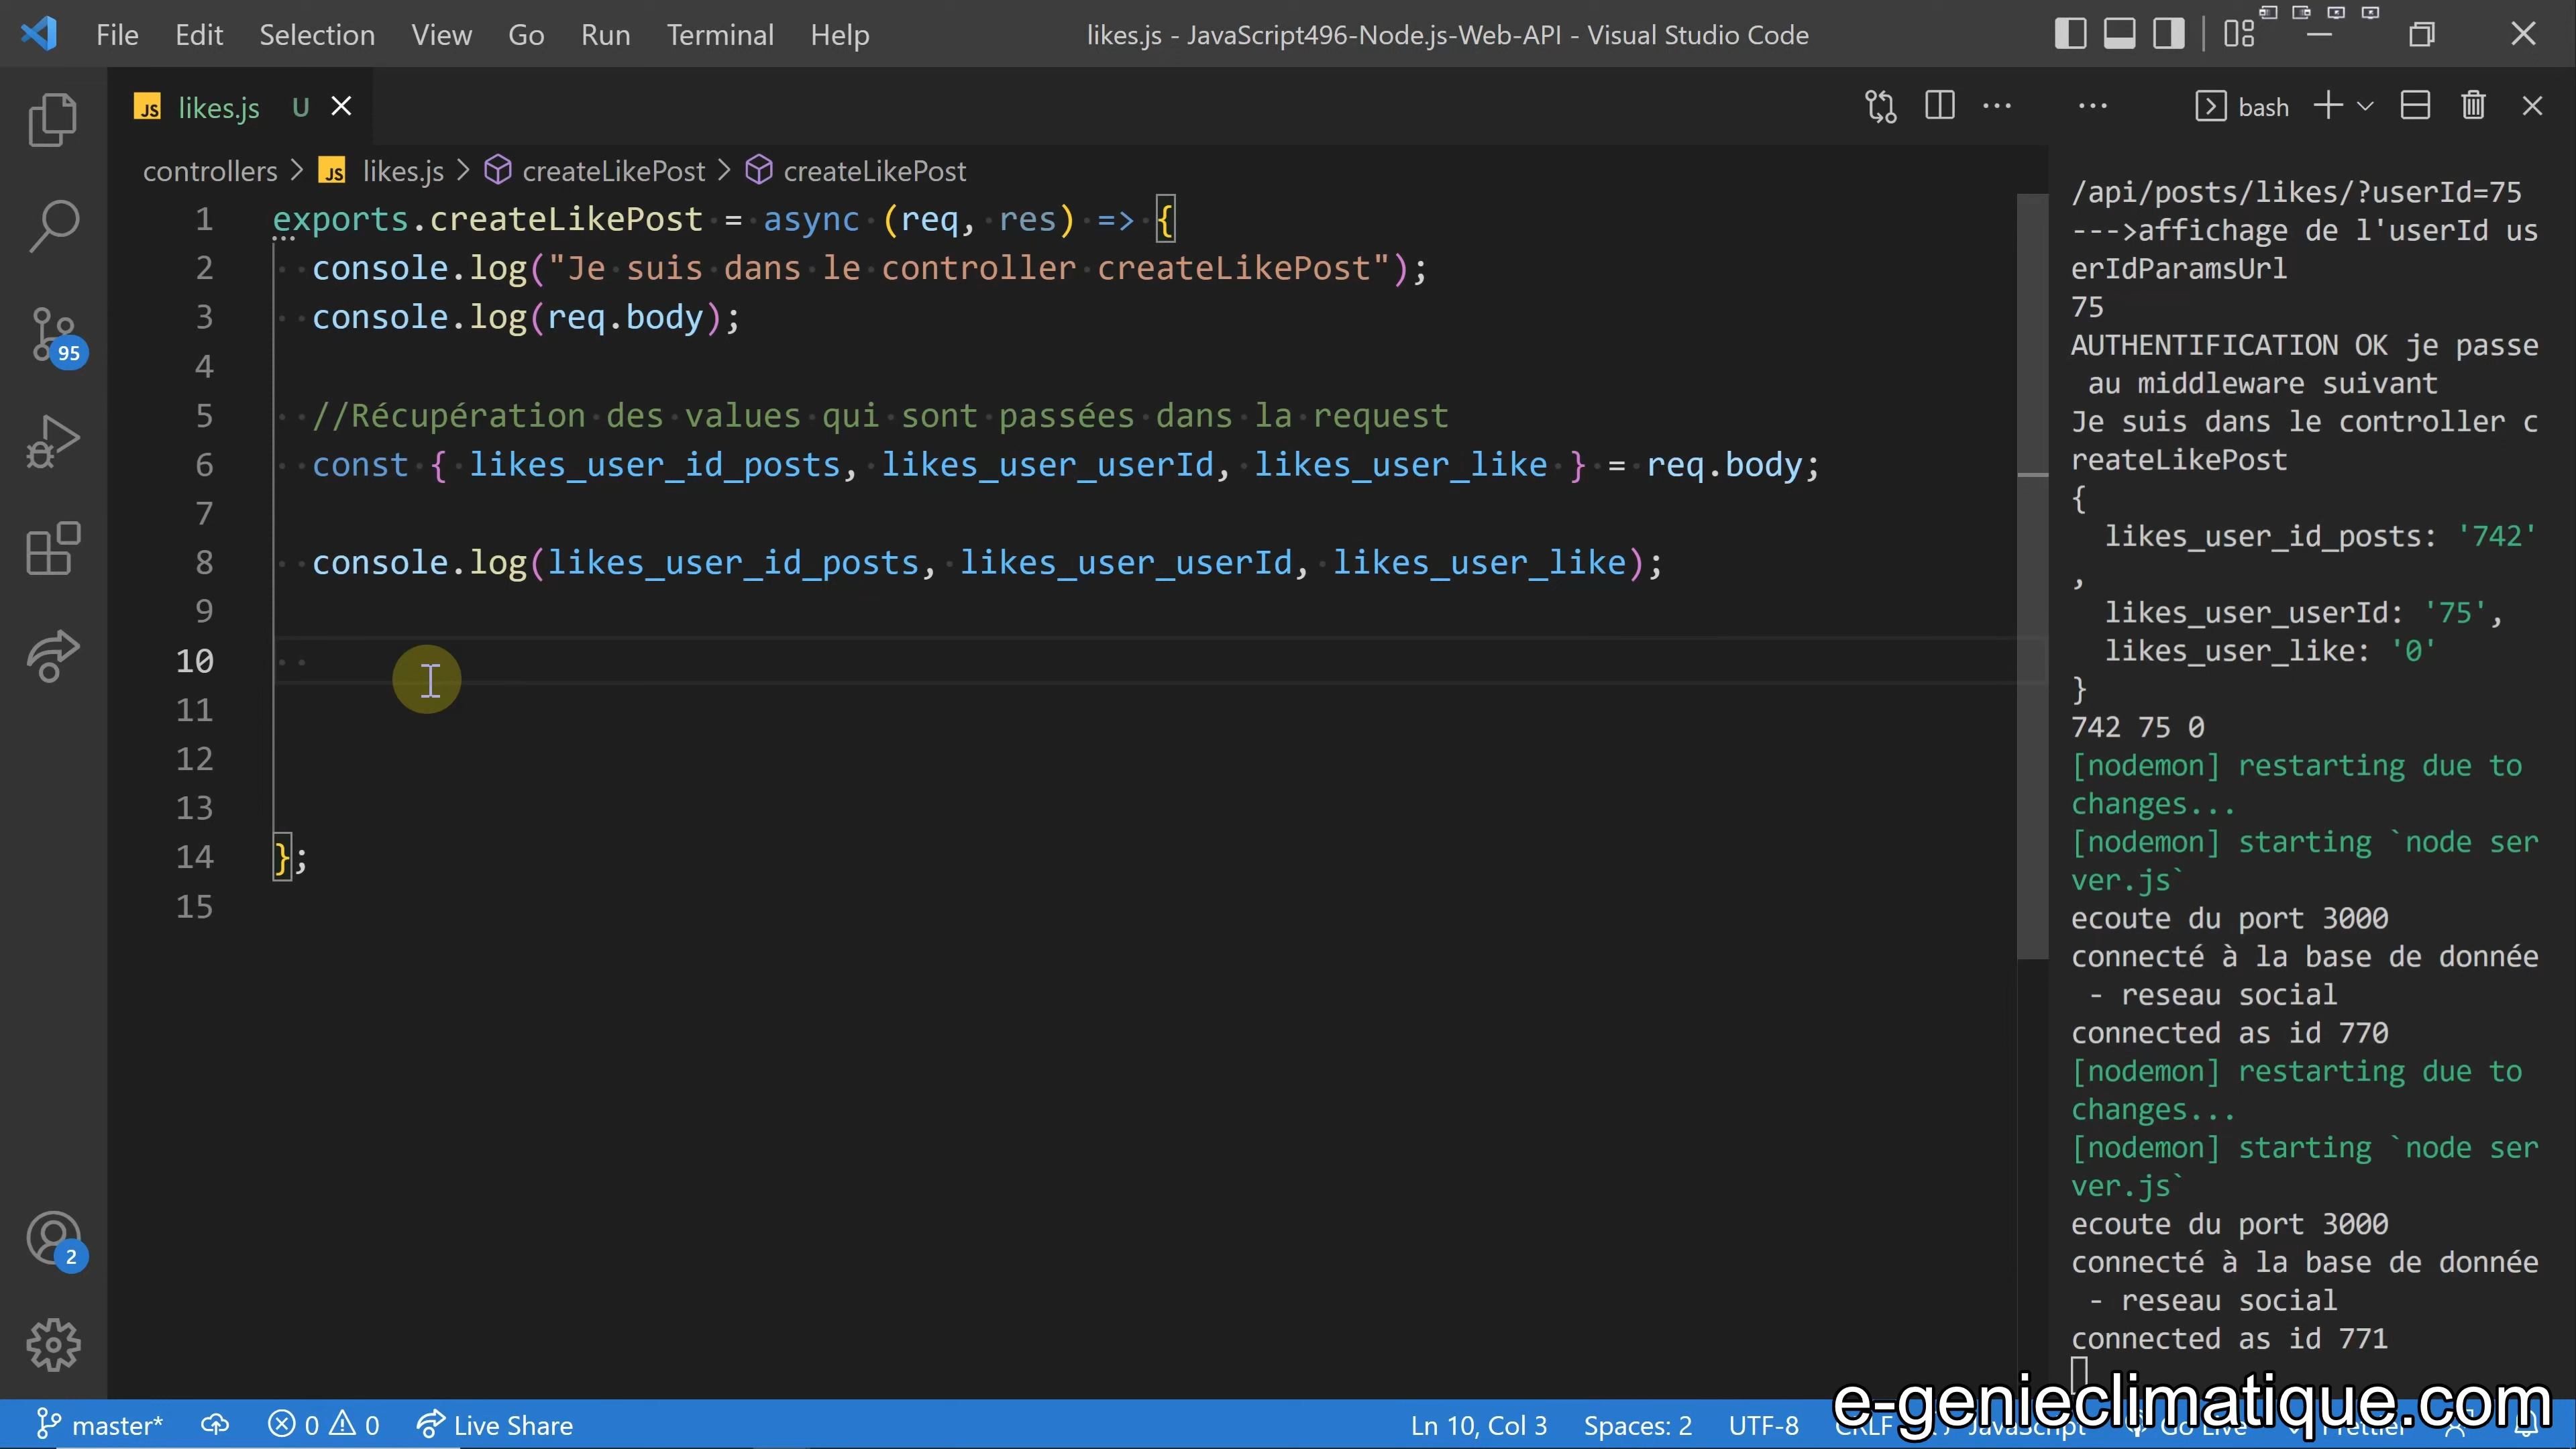 File Edit Selection View Go Run Terminal Help
likes.js - JavaScript496-Node.js-Web-API - Visual Studio Code
JS likes.js U
bash
controllers > JS likes.js > createLikePost > createLikePost
1 exports.createLikePost = async (req, res) => {
2 console.log("Je suis dans le controller createLikePost");
3 console.log(req.body);
4
5 //Récupération des values qui sont passées dans la request
6 const { likes_user_id_posts, likes_user_userId, likes_user_like } = req.body;
7
8 console.log(likes_user_id_posts, likes_user_userId, likes_user_like);
9
10
11
12
13
14 };
15
/api/posts/likes/?userId=75
--->affichage de l'userId us
erIdParamsUrl
75
AUTHENTIFICATION OK je passe
au middleware suivant
Je suis dans le controller c
reateLikePost
{
likes_user_id_posts: '742'
,
likes_user_userId: '75',
likes_user_like: '0'
}
742 75 0
[nodemon] restarting due to
changes...
[nodemon] starting `node ser
ver.js`
ecoute du port 3000
connecté à la base de donnée
- reseau social
connected as id 770
[nodemon] restarting due to
changes...
[nodemon] starting `node ser
ver.js`
ecoute du port 3000
connecté à la base de donnée
- reseau social
connected as id 771
95
2
master* 0 0 Live Share
Ln 10, Col 3 Spaces: 2 UTF-8 CRLF JavaScript Go Live Prettier
e-genieclimatique.com